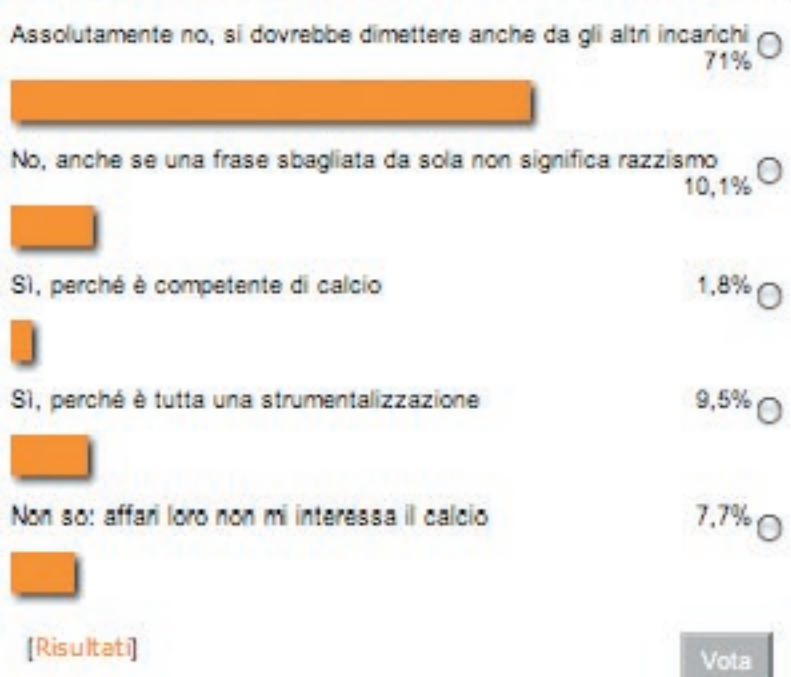 Assolutamente no, si dovrebbe dimettere anche da gli altri incarichi
71%
No, anche se una frase sbagliata da sola non significa razzismo
10,1%
Sì, perché è competente di calcio 1,8%
Sì, perché è tutta una strumentalizzazione 9,5%
Non so: affari loro non mi interessa il calcio 7,7%
[Risultati] Vota